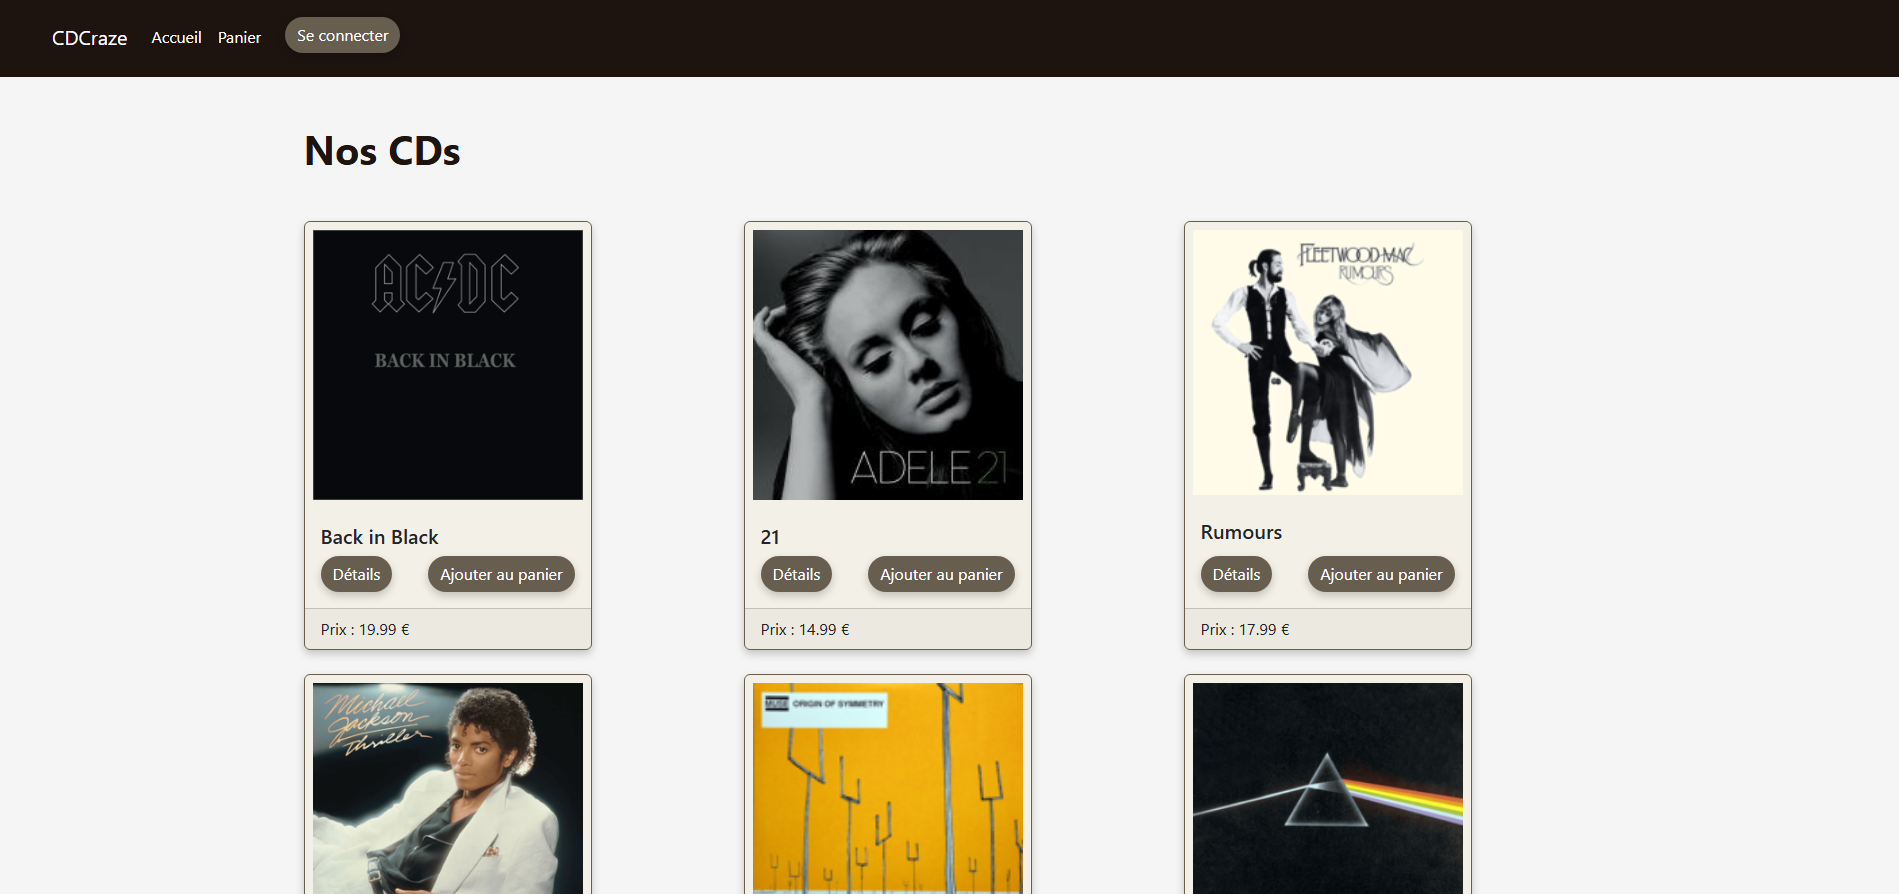 CDCraze Accueil Panier Se connecter
Nos CDs
AC/DC
BACK IN BLACK
Back in Black
Détails Ajouter au panier
Prix : 19.99 €
ADELE 21
21
Détails Ajouter au panier
Prix : 14.99 €
FLEETWOOD MAC
RUMOURS
Rumours
Détails Ajouter au panier
Prix : 17.99 €
Michael
Jackson
Thriller
MUSE ORIGIN OF SYMMETRY